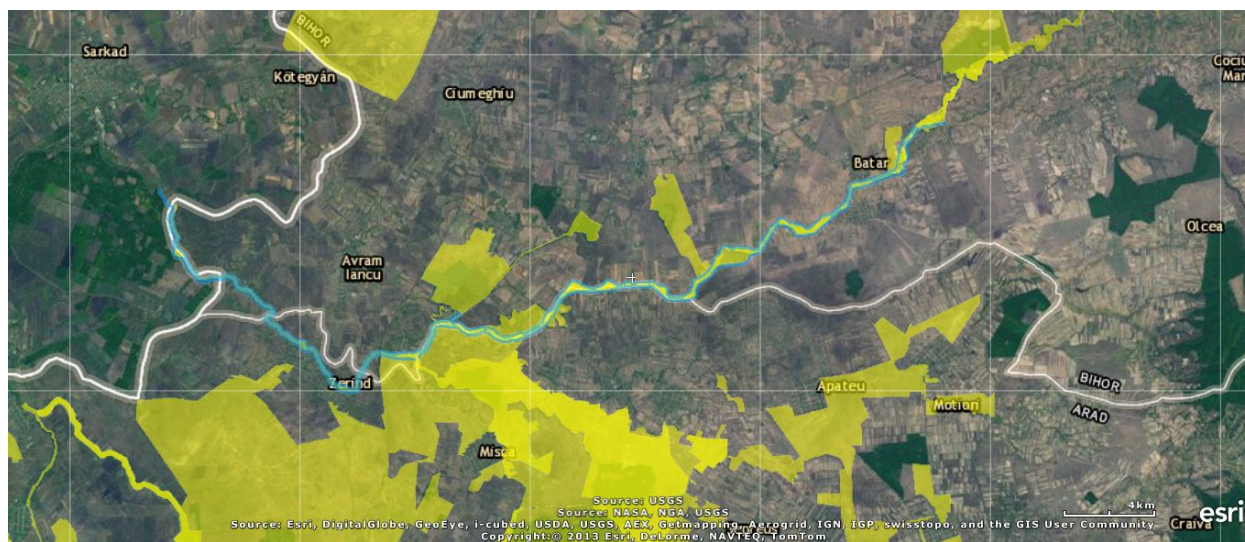 BIHOR
Sarkad
Kötegyán
Ciumeghiu
Batar
Olcea
Avram
Iancu
Zerind
BIHOR
Apateu
ARAD
Motiori
Misca
Source: USGS
Source: NASA, NGA, USGS
4km
esri
Source: Esri, DigitalGlobe, GeoEye, i-cubed, USDA, USGS, AEX, Getmapping, Aerogrid, IGN, IGP, swisstopo, and the GIS User Community
Craiva
Copyright:© 2013 Esri, DeLorme, NAVTEQ, TomTom